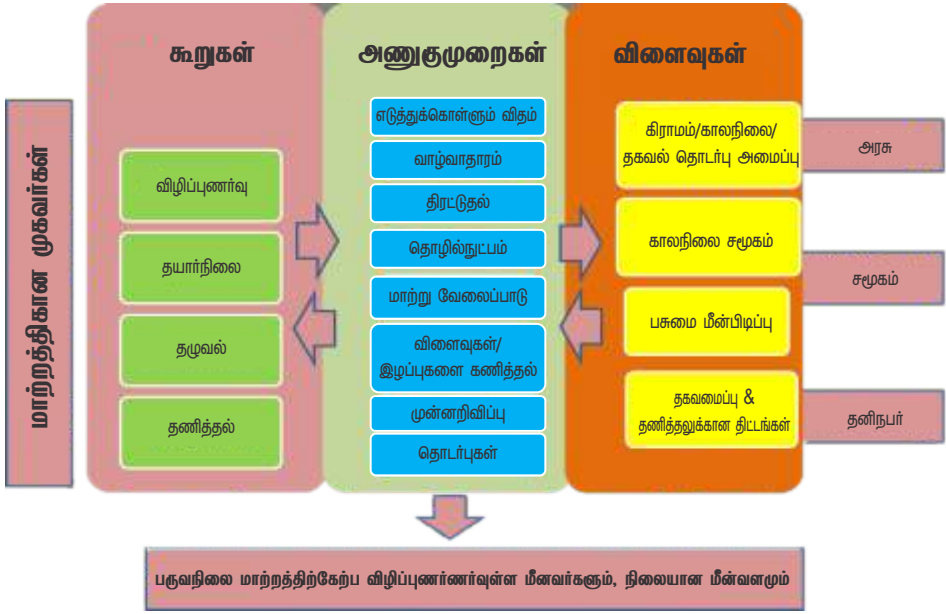 மாற்றத்திகான முகவர்கள்
கூறுகள்
விழிப்புணர்வு
தயார்நிலை
தழுவல்
தணித்தல்
அணுகுமுறைகள்
எடுத்துக்கொள்ளும் விதம்
வாழ்வாதாரம்
திரட்டுதல்
தொழில்நுட்பம்
மாற்று வேலைப்பாடு
விளைவுகள்/
இழப்புகளை கணித்தல்
முன்னறிவிப்பு
தொடர்புகள்
விளைவுகள்
கிராமம்/காலநிலை/
தகவல் தொடர்பு அமைப்பு
காலநிலை சமூகம்
பசுமை மீன்பிடிப்பு
தகவமைப்பு &
தணித்தலுக்கான திட்டங்கள்
அரசு
சமூகம்
தனிநபர்
பருவநிலை மாற்றத்திற்கேற்ப விழிப்புணர்ணர்வுள்ள மீனவர்களும், நிலையான மீன்வளமும்